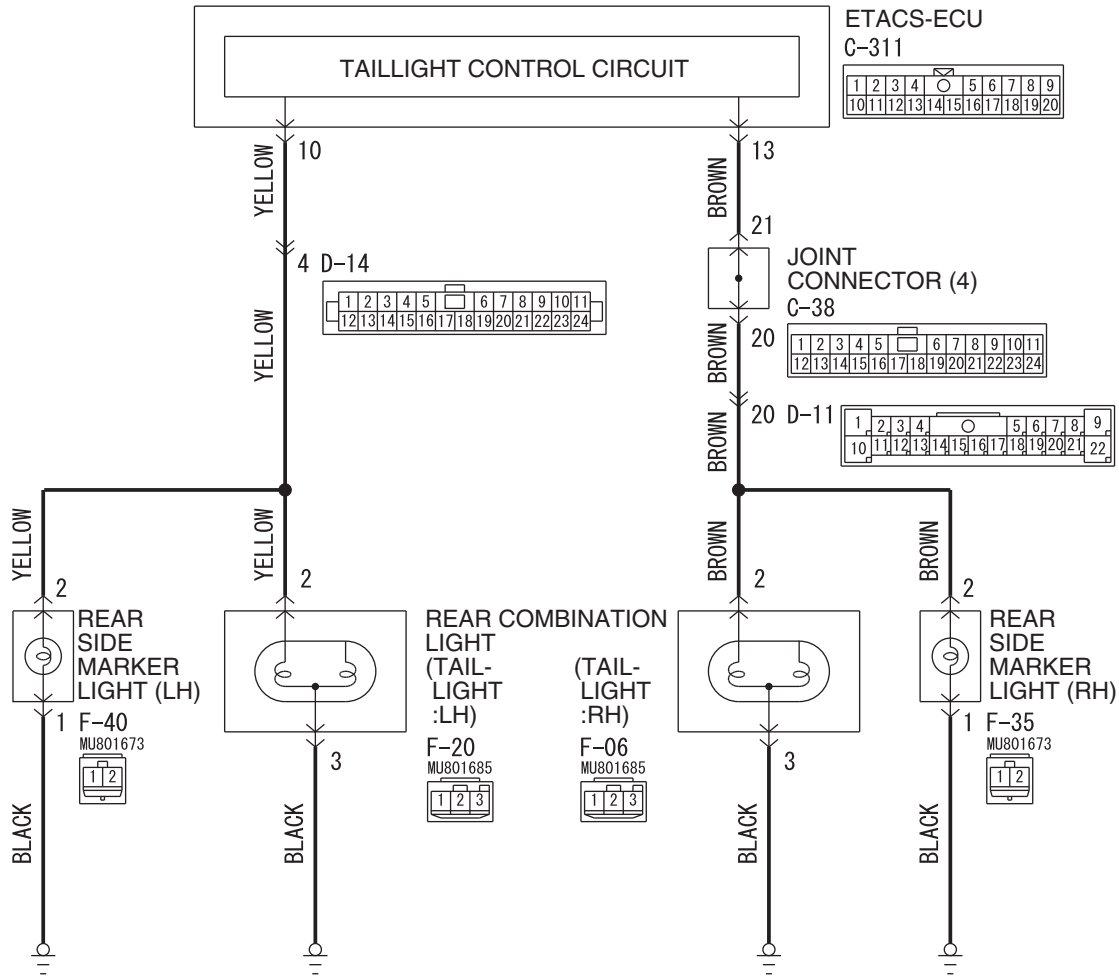 ETACS-ECU
C-311
TAILLIGHT CONTROL CIRCUIT
1 2 3 4 5 6 7 8 9
10 11 12 13 14 15 16 17 18 19 20
10
13
YELLOW
BROWN
21
4 D-14
JOINT
CONNECTOR (4)
C-38
1 2 3 4 5 6 7 8 9 10 11
12 13 14 15 16 17 18 19 20 21 22 23 24
YELLOW
BROWN
20
1 2 3 4 5 6 7 8 9 10 11
12 13 14 15 16 17 18 19 20 21 22 23 24
20 D-11
1 2 3 4 5 6 7 8 9
10 11 12 13 14 15 16 17 18 19 20 21 22
BROWN
YELLOW
YELLOW
BROWN
BROWN
2
2
2
2
REAR
SIDE
MARKER
LIGHT (LH)
REAR COMBINATION
LIGHT
(TAIL-
LIGHT
:LH)
(TAIL-
LIGHT
:RH)
REAR
SIDE
MARKER
LIGHT (RH)
1
F-40
MU801673
1 2
3
F-20
MU801685
1 2 3
F-06
MU801685
1 2 3
3
1
F-35
MU801673
1 2
BLACK
BLACK
BLACK
BLACK